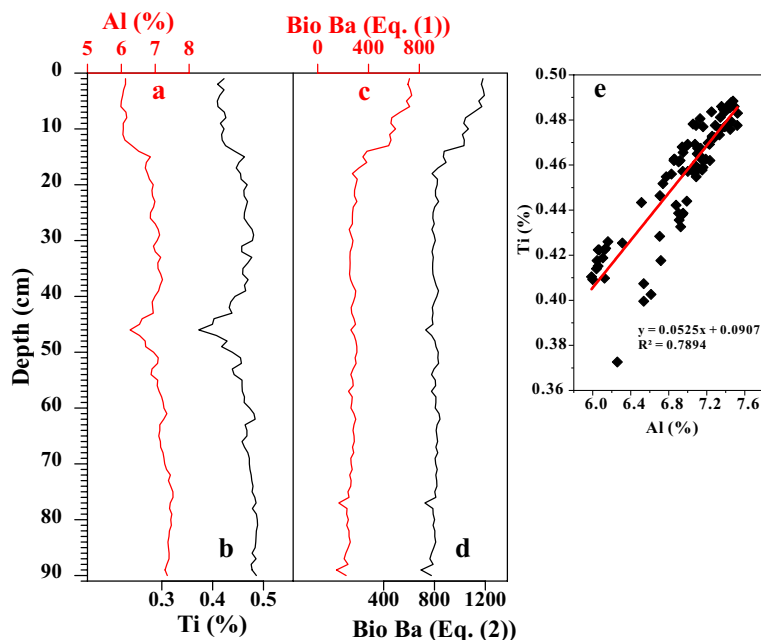 Al (%)
5 6 7 8
Bio Ba (Eq. (1))
0 400 800
Depth (cm)
0
10
20
30
40
50
60
70
80
90
a
b
c
d
0.3 0.4 0.5
Ti (%)
400 800 1200
Bio Ba (Eq. (2))
e
Ti (%)
0.50
0.48
0.46
0.44
0.42
0.40
0.38
0.36
y = 0.0525x + 0.0907
R² = 0.7894
6.0 6.4 6.8 7.2 7.6
Al (%)